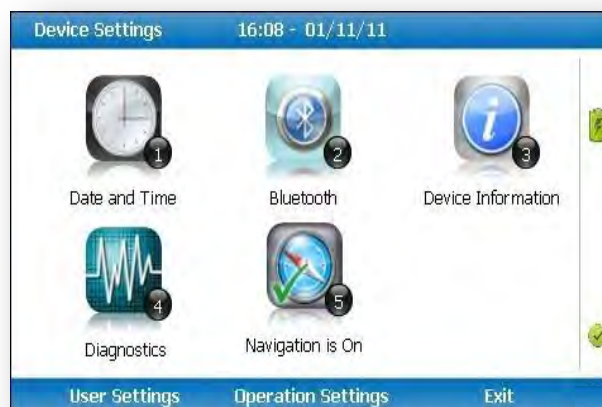 Device Settings 16:08 - 01/11/11
1 2 3
Date and Time Bluetooth Device Information
4 5
Diagnostics Navigation is On
User Settings Operation Settings Exit